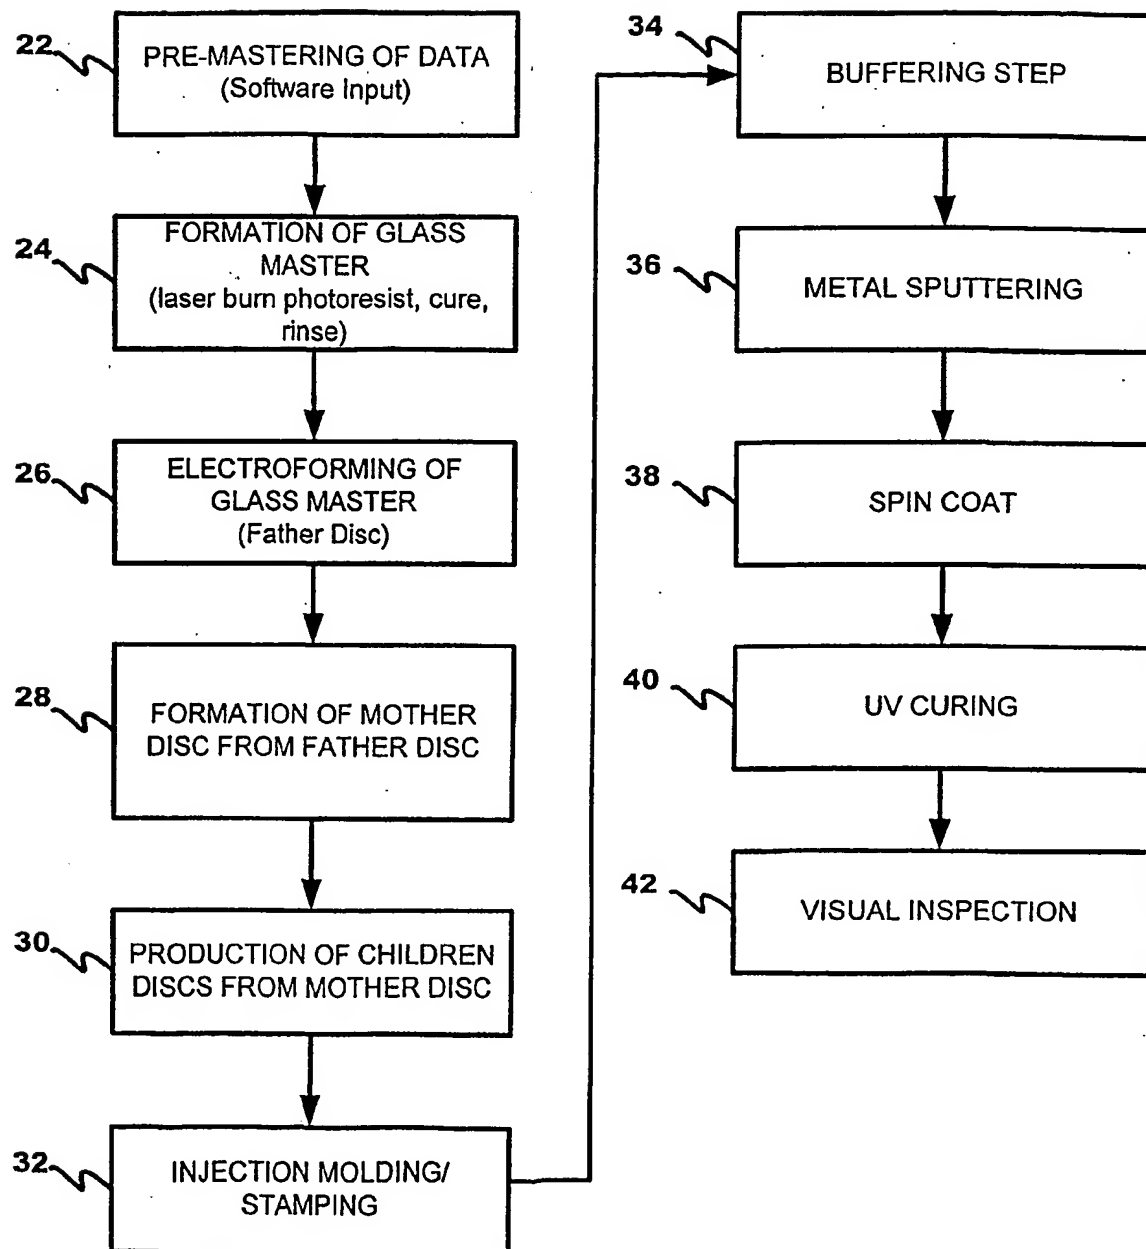 22
PRE-MASTERING OF DATA
(Software Input)
24
FORMATION OF GLASS
MASTER
(laser burn photoresist, cure,
rinse)
26
ELECTROFORMING OF
GLASS MASTER
(Father Disc)
28
FORMATION OF MOTHER
DISC FROM FATHER DISC
30
PRODUCTION OF CHILDREN
DISCS FROM MOTHER DISC
32
INJECTION MOLDING/
STAMPING
34
BUFFERING STEP
36
METAL SPUTTERING
38
SPIN COAT
40
UV CURING
42
VISUAL INSPECTION